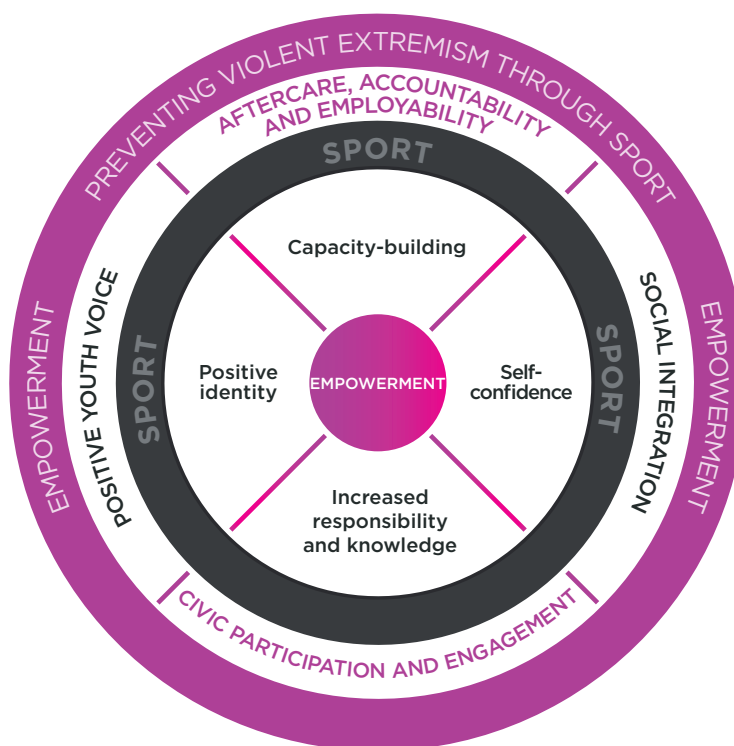 PREVENTING VIOLENT EXTREMISM THROUGH SPORT
AFTERCARE, ACCOUNTABILITY
AND EMPLOYABILITY
SPORT
Capacity-building
EMPOWERMENT
POSITIVE YOUTH VOICE
SPORT
Positive
identity
EMPOWERMENT
Self-
confidence
SPORT
SOCIAL INTEGRATION
EMPOWERMENT
Increased
responsibility
and knowledge
CIVIC PARTICIPATION AND ENGAGEMENT